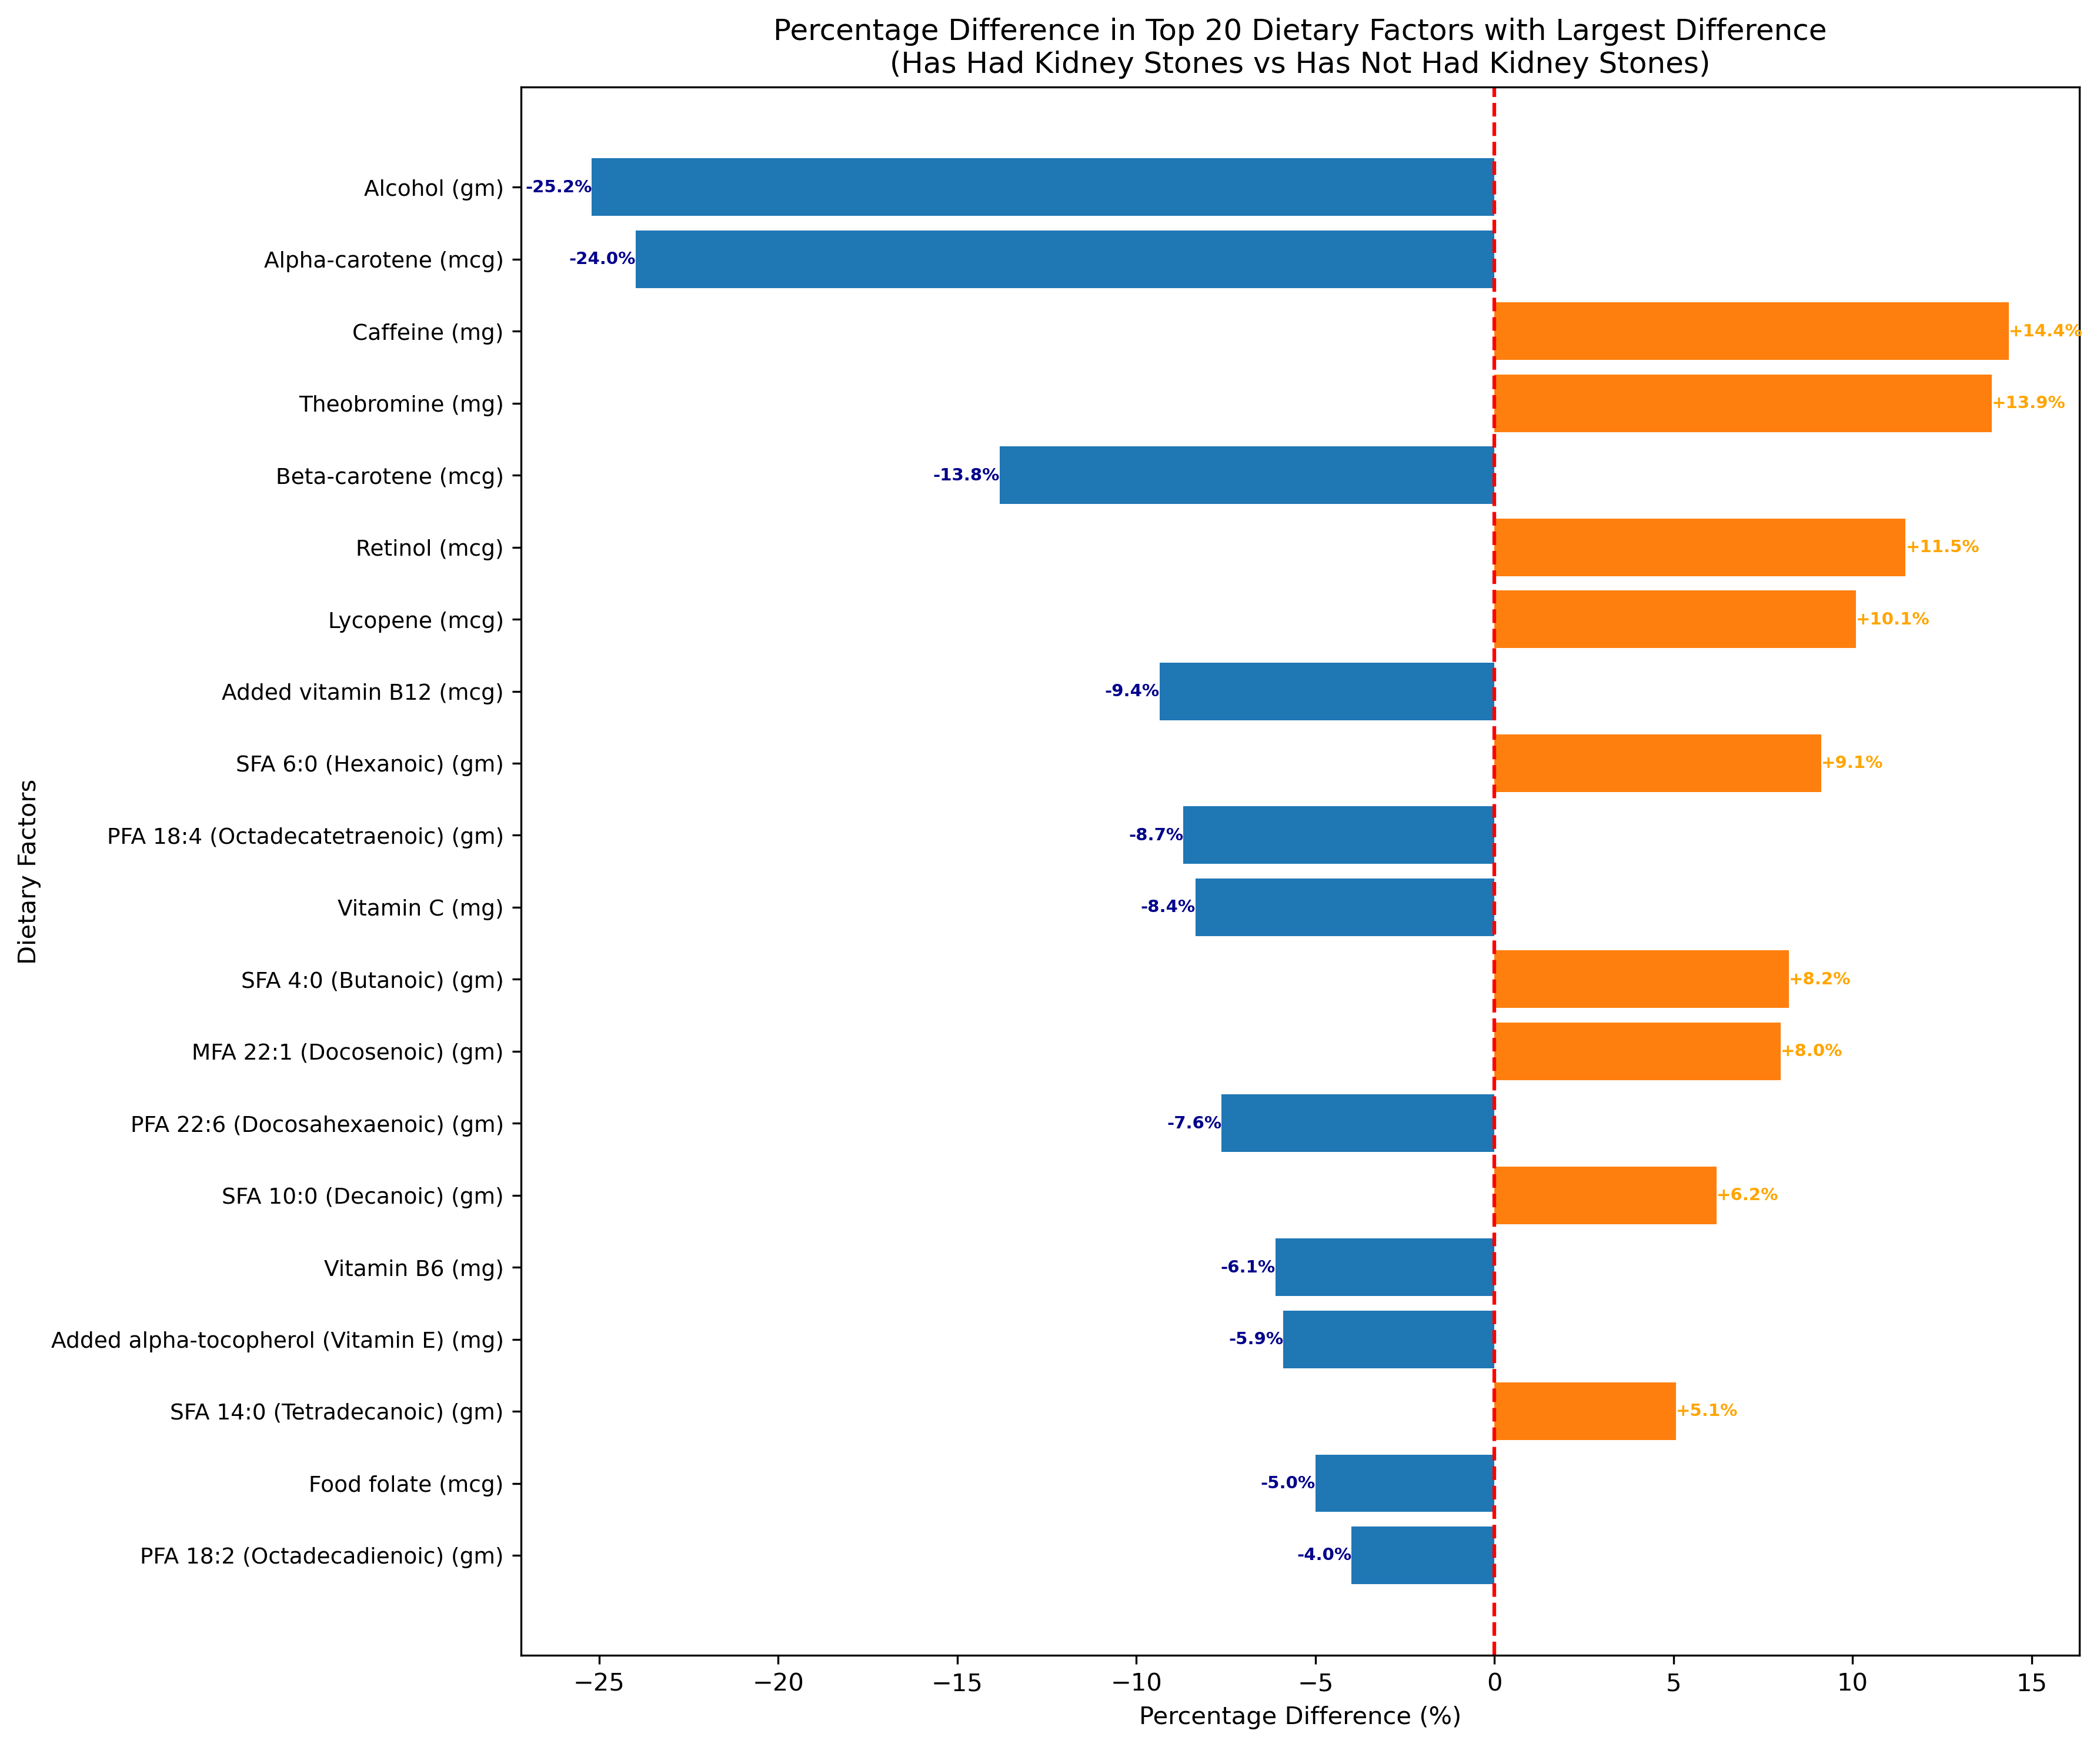 Percentage Difference in Top 20 Dietary Factors with Largest Difference
(Has Had Kidney Stones vs Has Not Had Kidney Stones)
Dietary Factors
Alcohol (gm) -25.2%
Alpha-carotene (mcg) -24.0%
Caffeine (mg) +14.4%
Theobromine (mg) +13.9%
Beta-carotene (mcg) -13.8%
Retinol (mcg) +11.5%
Lycopene (mcg) +10.1%
Added vitamin B12 (mcg) -9.4%
SFA 6:0 (Hexanoic) (gm) +9.1%
PFA 18:4 (Octadecatetraenoic) (gm) -8.7%
Vitamin C (mg) -8.4%
SFA 4:0 (Butanoic) (gm) +8.2%
MFA 22:1 (Docosenoic) (gm) +8.0%
PFA 22:6 (Docosahexaenoic) (gm) -7.6%
SFA 10:0 (Decanoic) (gm) +6.2%
Vitamin B6 (mg) -6.1%
Added alpha-tocopherol (Vitamin E) (mg) -5.9%
SFA 14:0 (Tetradecanoic) (gm) +5.1%
Food folate (mcg) -5.0%
PFA 18:2 (Octadecadienoic) (gm) -4.0%
−25 −20 −15 −10 −5 0 5 10 15
Percentage Difference (%)